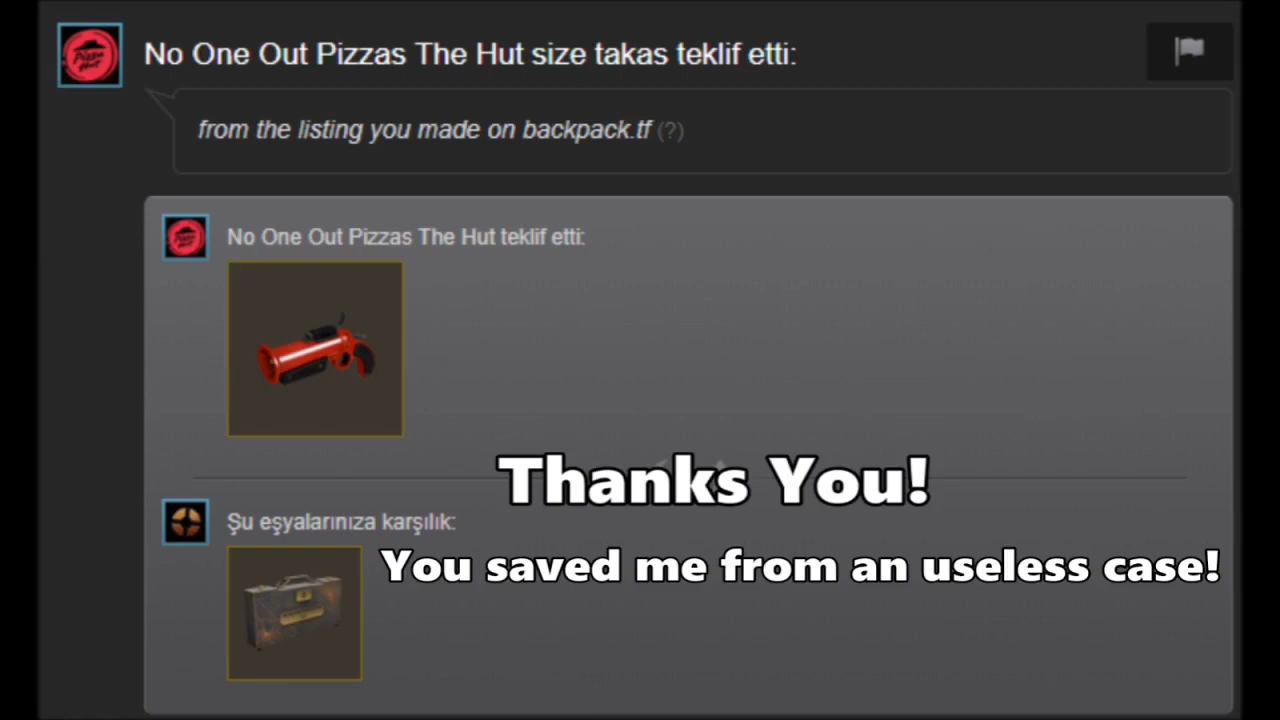 No One Out Pizzas The Hut size takas teklif etti:
from the listing you made on backpack.tf (?)
No One Out Pizzas The Hut teklif etti:
Thanks You!
Şu eşyalarınıza karşılık:
You saved me from an useless case!